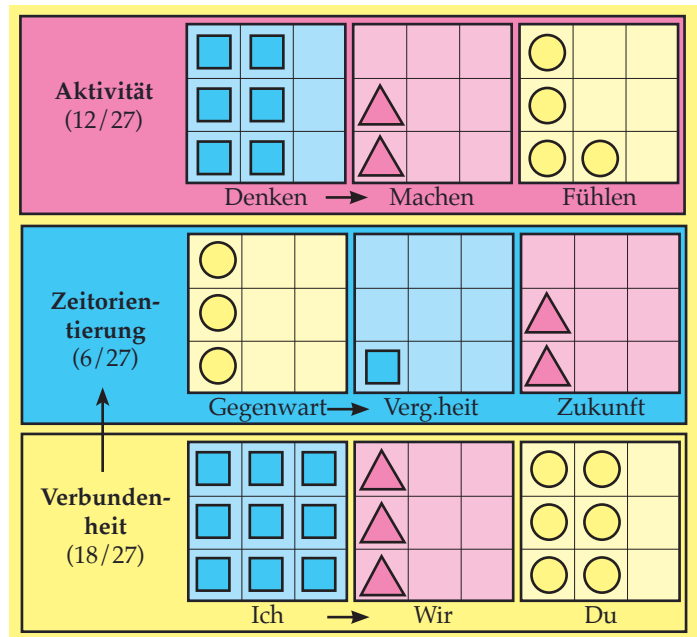 Aktivität
(12/27)
Denken Machen Fühlen
Zeitorien-
tierung
(6/27)
Gegenwart Verg.heit Zukunft
Verbunden-
heit
(18/27)
Ich Wir Du